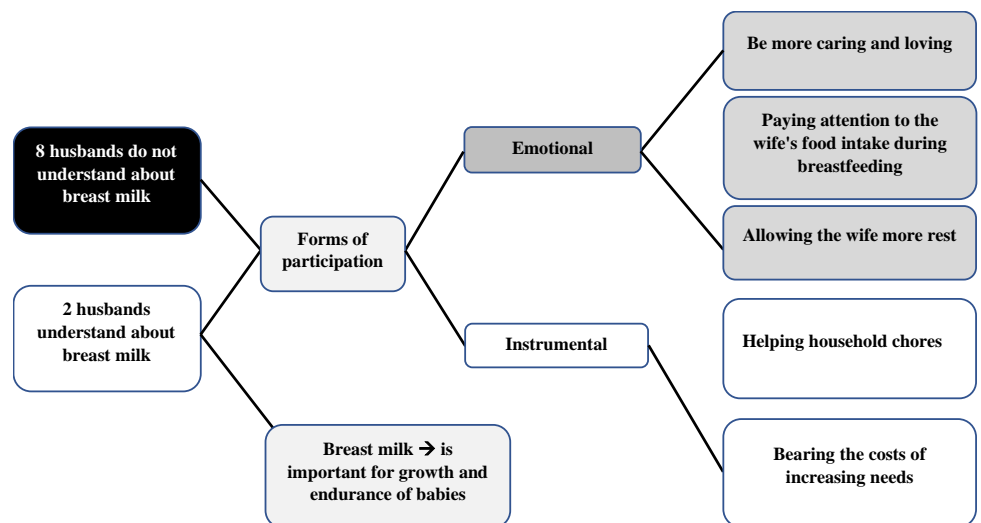 8 husbands do not
understand about
breast milk
2 husbands
understand about
breast milk
Forms of
participation
Breast milk → is
important for growth and
endurance of babies
Emotional
Instrumental
Be more caring and loving
Paying attention to the
wife's food intake during
breastfeeding
Allowing the wife more rest
Helping household chores
Bearing the costs of
increasing needs